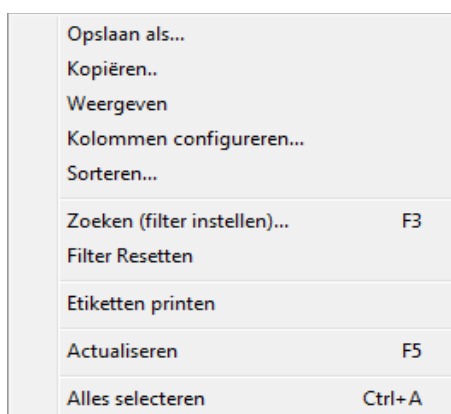 Opslaan als...
Kopiëren..
Weergeven
Kolommen configureren...
Sorteren...
Zoeken (filter instellen)... F3
Filter Resetten
Etiketten printen
Actualiseren F5
Alles selecteren Ctrl+A